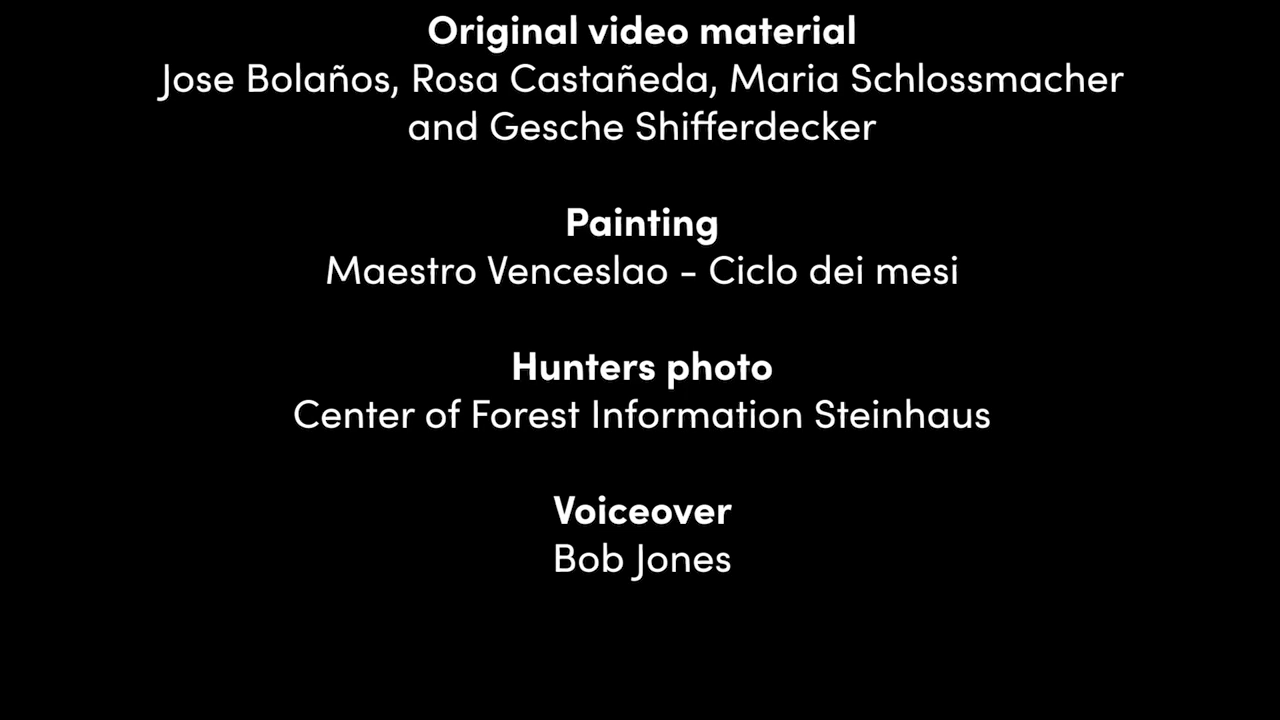 Original video material
Jose Bolaños, Rosa Castañeda, Maria Schlossmacher
and Gesche Shifferdecker
Painting
Maestro Venceslao - Ciclo dei mesi
Hunters photo
Center of Forest Information Steinhaus
Voiceover
Bob Jones